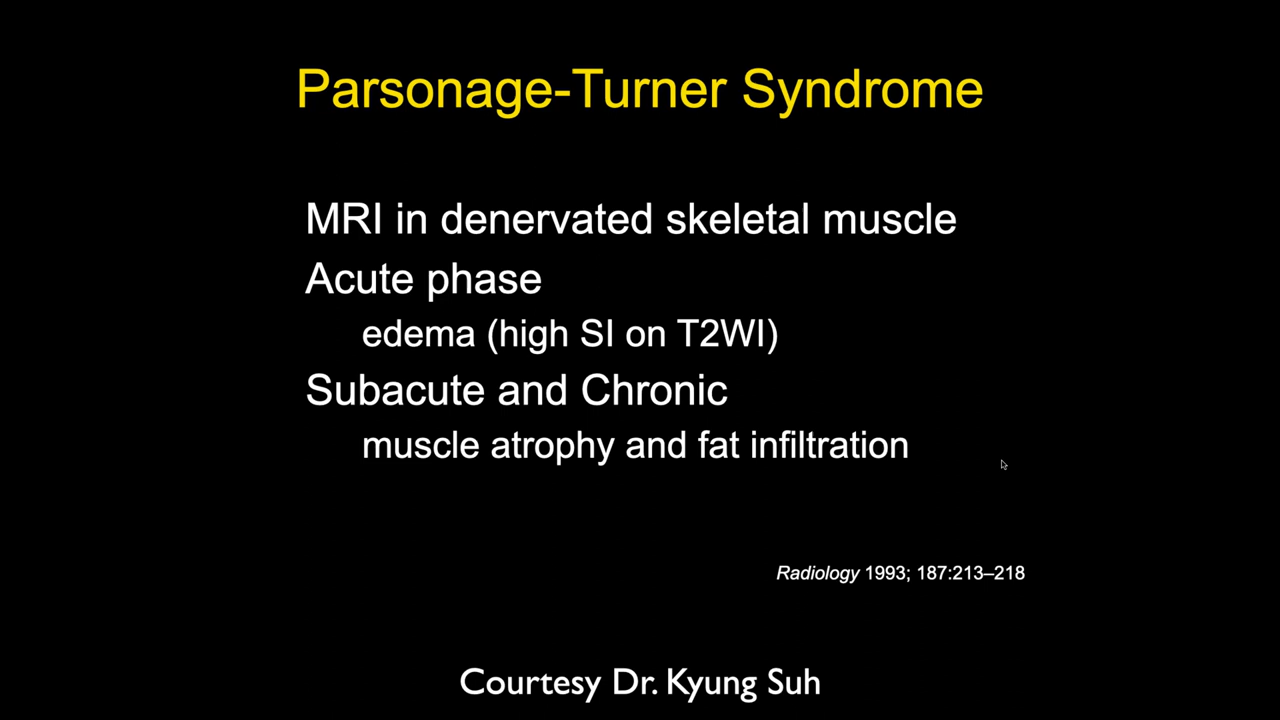 Parsonage-Turner Syndrome
MRI in denervated skeletal muscle
Acute phase
edema (high SI on T2WI)
Subacute and Chronic
muscle atrophy and fat infiltration
Radiology 1993; 187:213–218
Courtesy Dr. Kyung Suh